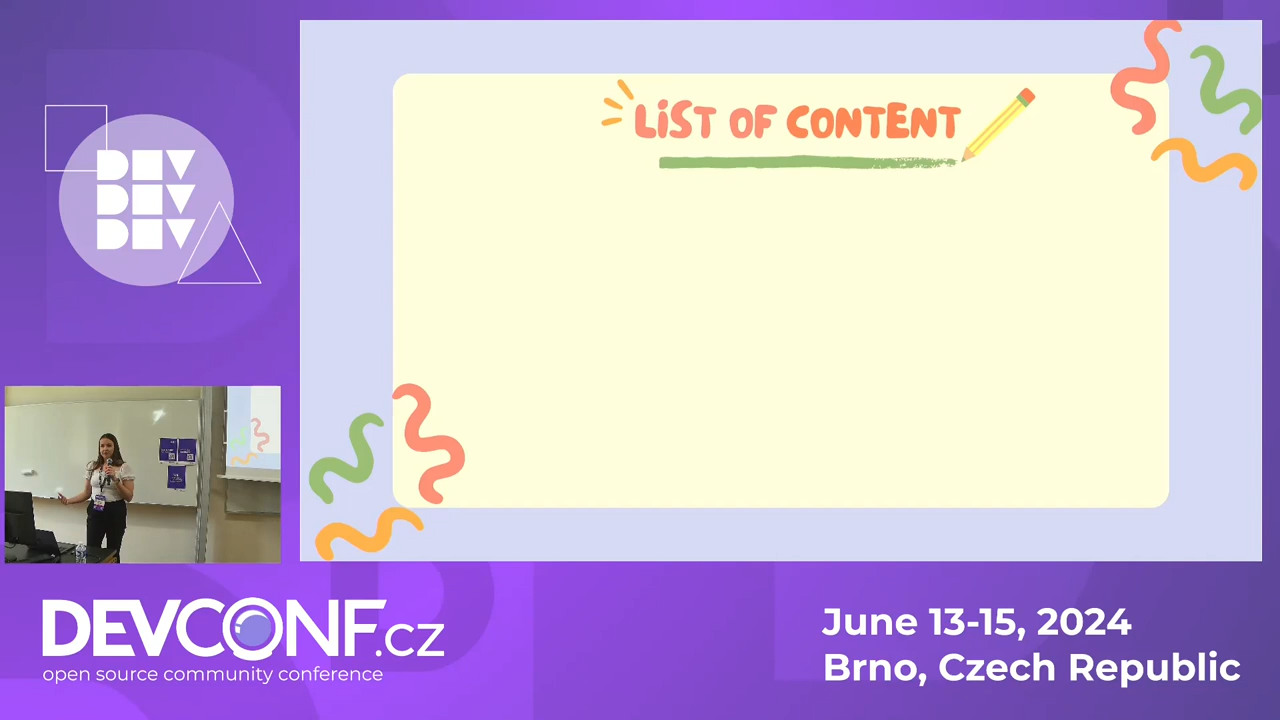 DEV
DEV
DEV
LiST OF CONTENT
DEVCONF.cz
open source community conference
June 13-15, 2024
Brno, Czech Republic